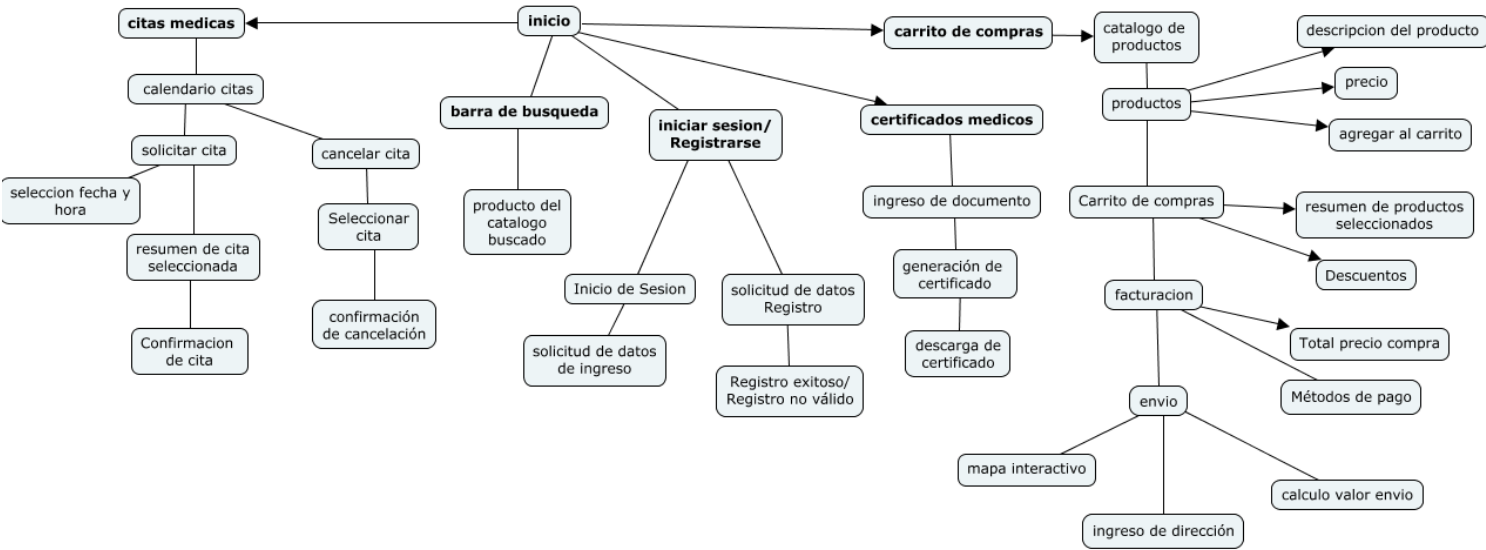 citas medicas
inicio
carrito de compras
catalogo de
productos
descripcion del producto
precio
productos
agregar al carrito
calendario citas
barra de busqueda
iniciar sesion/
Registrarse
certificados medicos
solicitar cita
cancelar cita
seleccion fecha y
hora
Seleccionar
cita
producto del
catalogo
buscado
ingreso de documento
Carrito de compras
resumen de productos
seleccionados
resumen de cita
seleccionada
generación de
certificado
Descuentos
Inicio de Sesion
solicitud de datos
Registro
facturacion
confirmación
de cancelación
Confirmacion
de cita
solicitud de datos
de ingreso
descarga de
certificado
Total precio compra
Registro exitoso/
Registro no válido
envio
Métodos de pago
mapa interactivo
calculo valor envio
ingreso de dirección